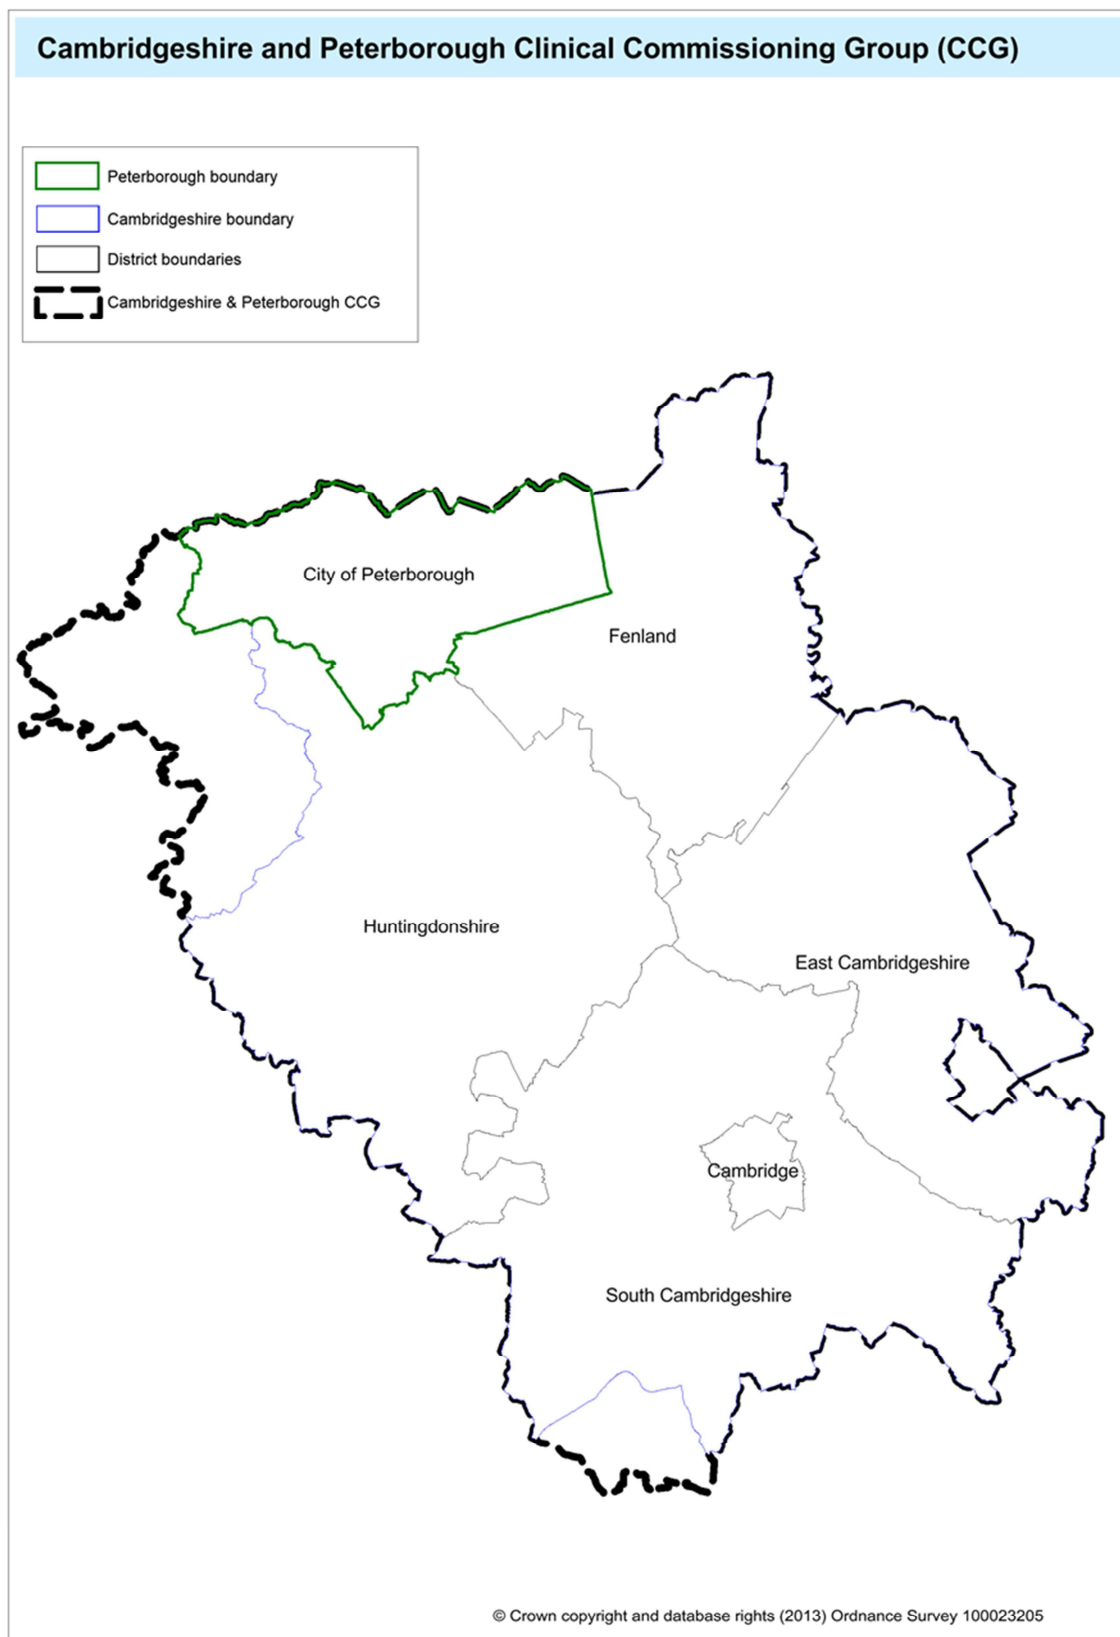 Cambridgeshire and Peterborough Clinical Commissioning Group (CCG)
Peterborough boundary
Cambridgeshire boundary
District boundaries
Cambridgeshire & Peterborough CCG
City of Peterborough
Fenland
Huntingdonshire
East Cambridgeshire
Cambridge
South Cambridgeshire
© Crown copyright and database rights (2013) Ordnance Survey 100023205